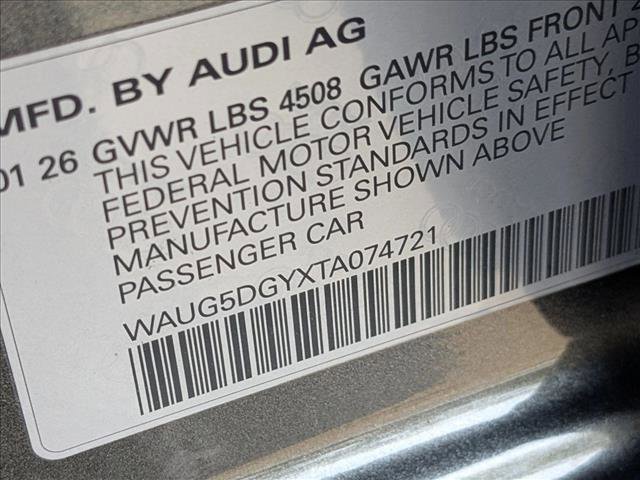 MFD. BY AUDI AG
01 26 GVWR LBS 4508 GAWR LBS FRONT
THIS VEHICLE CONFORMS TO ALL AP
FEDERAL MOTOR VEHICLE SAFETY, B
PREVENTION STANDARDS IN EFFECT
MANUFACTURE SHOWN ABOVE
PASSENGER CAR
WAUG5DGYXTA074721